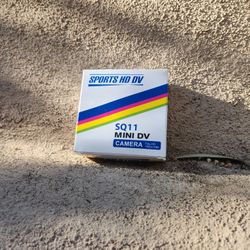 SPORTS HD DV
SQ11
MINI DV
CAMERA